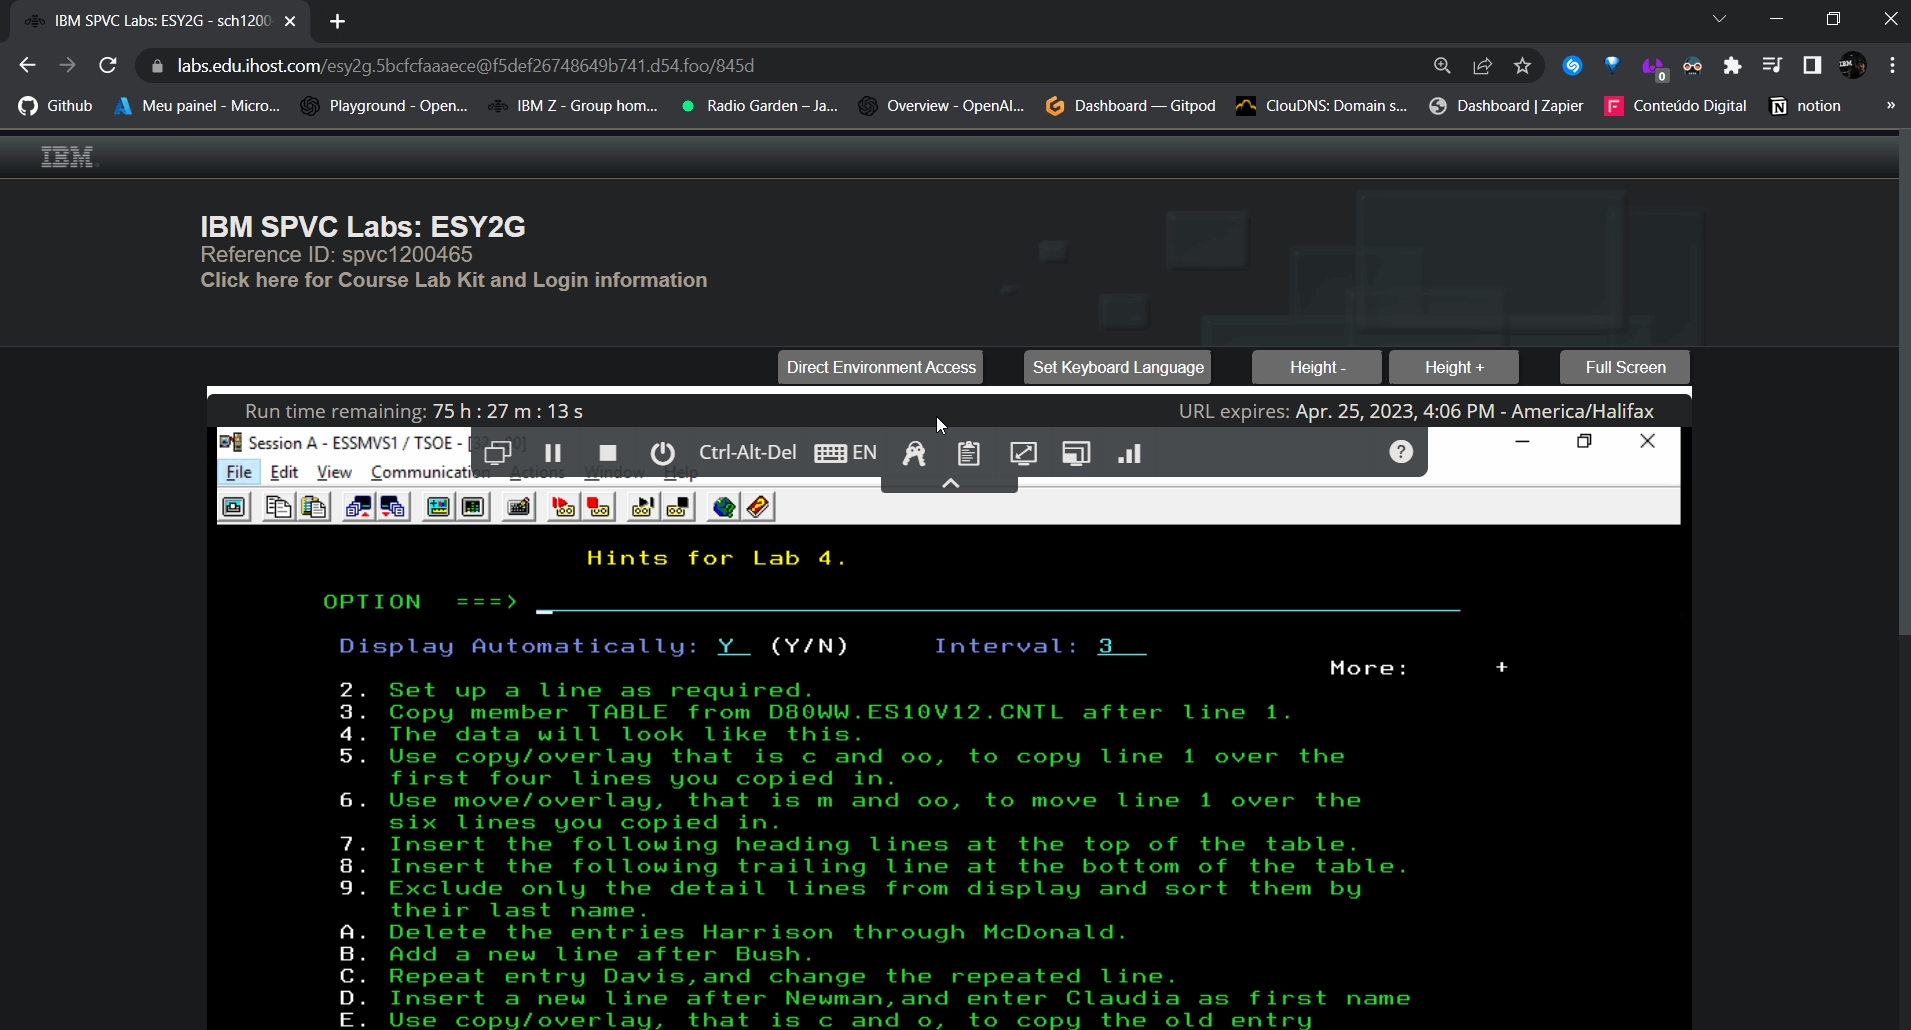 IBM SPVC Labs: ESY2G - sch1200
labs.edu.ihost.com/esy2g.5bcfcfaaaece@f5def26748649b741.d54.foo/845d
0
Github Meu painel - Micro... Playground - Open... IBM Z - Group hom... Radio Garden – Ja... Overview - OpenAI... Dashboard — Gitpod ClouDNS: Domain s... Dashboard | Zapier Conteúdo Digital notion »
IBM
IBM SPVC Labs: ESY2G
Reference ID: spvc1200465
Click here for Course Lab Kit and Login information
Direct Environment Access Set Keyboard Language Height - Height + Full Screen
Run time remaining: 75 h : 27 m : 13 s URL expires: Apr. 25, 2023, 4:06 PM - America/Halifax
Session A - ESSMVS1 / TSOE -
Ctrl-Alt-Del EN ?
File Edit View Communication Actions Window Help
Hints for Lab 4.
OPTION ===>
Display Automatically: Y (Y/N) Interval: 3
More: +
2. Set up a line as required.
3. Copy member TABLE from D80WW.ES10V12.CNTL after line 1.
4. The data will look like this.
5. Use copy/overlay that is c and oo, to copy line 1 over the
first four lines you copied in.
6. Use move/overlay, that is m and oo, to move line 1 over the
six lines you copied in.
7. Insert the following heading lines at the top of the table.
8. Insert the following trailing line at the bottom of the table.
9. Exclude only the detail lines from display and sort them by
their last name.
A. Delete the entries Harrison through McDonald.
B. Add a new line after Bush.
C. Repeat entry Davis,and change the repeated line.
D. Insert a new line after Newman,and enter Claudia as first name
E. Use copy/overlay, that is c and o, to copy the old entry